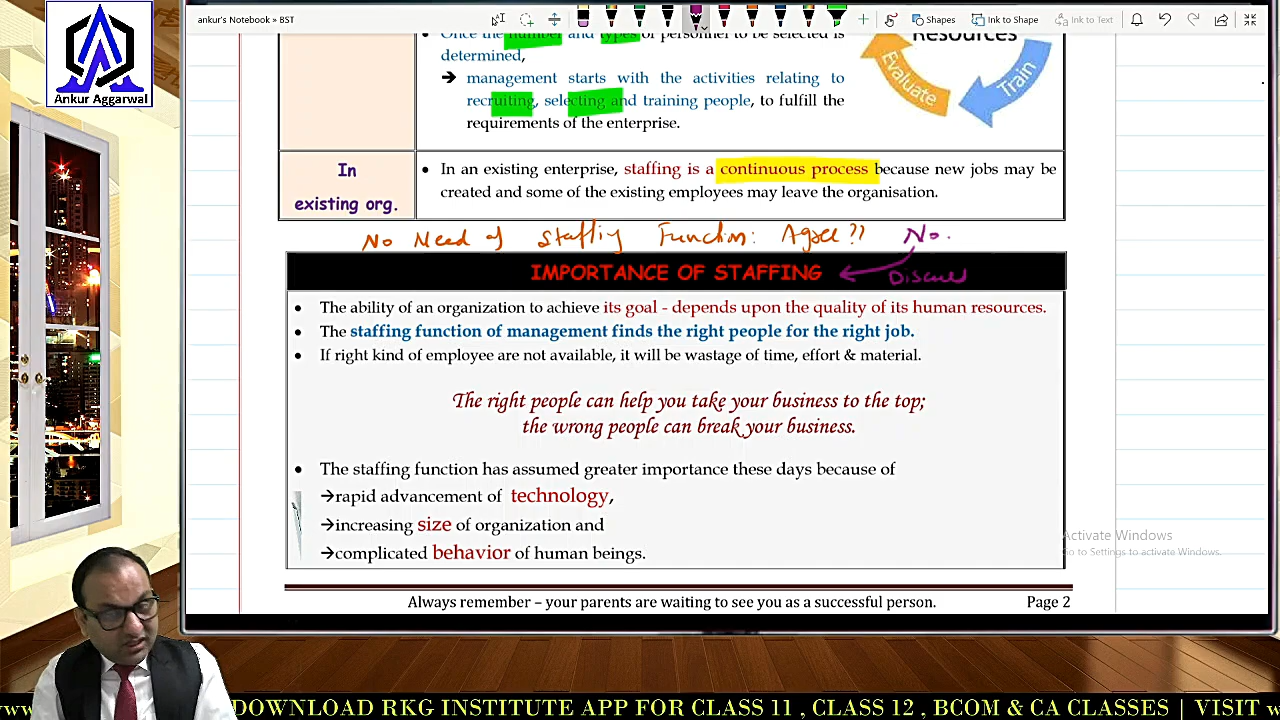 ankur's Notebook » BST
Shapes
Ink to Shape
Ink to Text
Ankur Aggarwal
Once the number and types of personnel to be selected is
determined,
➔ management starts with the activities relating to
recruiting, selecting and training people, to fulfill the
requirements of the enterprise.
Resources
Evaluate
Train
In
existing org.
• In an existing enterprise, staffing is a continuous process because new jobs may be
created and some of the existing employees may leave the organisation.
No Need of Staffing Function: Agree?? No.
IMPORTANCE OF STAFFING
Discuss
• The ability of an organization to achieve its goal - depends upon the quality of its human resources.
• The staffing function of management finds the right people for the right job.
• If right kind of employee are not available, it will be wastage of time, effort & material.
The right people can help you take your business to the top;
the wrong people can break your business.
• The staffing function has assumed greater importance these days because of
→rapid advancement of technology,
→increasing size of organization and
→complicated behavior of human beings.
Activate Windows
Go to Settings to activate Windows.
Always remember – your parents are waiting to see you as a successful person. Page 2
www DOWNLOAD RKG INSTITUTE APP FOR CLASS 11 , CLASS 12 , BCOM & CA CLASSES | VISIT w